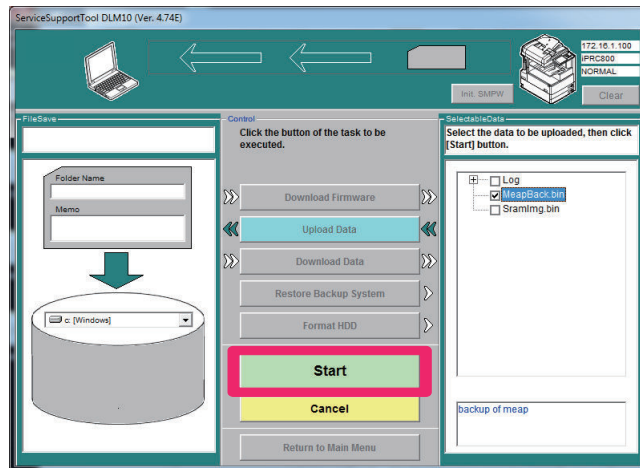 ServiceSupportTool DLM10 (Ver. 4.74E)
172.16.1.100
iPRC800
NORMAL
Init. SMPW
Clear
FileSave
Control
SelectableData
Click the button of the task to be
executed.
Select the data to be uploaded, then click
[Start] button.
Folder Name
Memo
Download Firmware
Upload Data
Download Data
Restore Backup System
Format HDD
Log
MeapBack.bin
SramImg.bin
c: [Windows]
Start
Cancel
backup of meap
Return to Main Menu